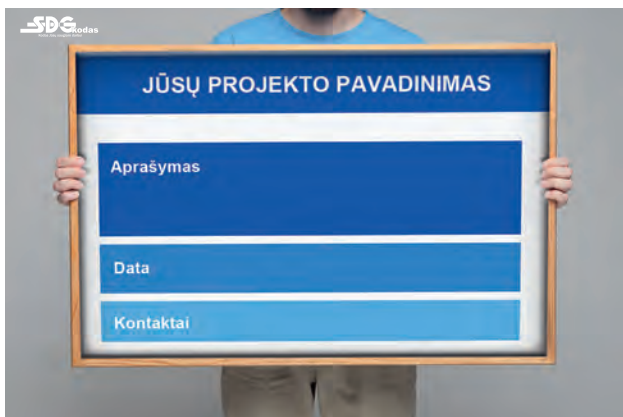 SDG kodas
JŪSŲ PROJEKTO PAVADINIMAS
Aprašymas
Data
Kontaktai